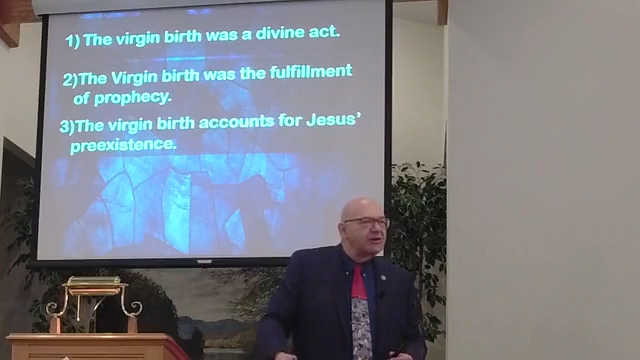 1) The virgin birth was a divine act.
2)The Virgin birth was the fulfillment
of prophecy.
3)The virgin birth accounts for Jesus'
preexistence.